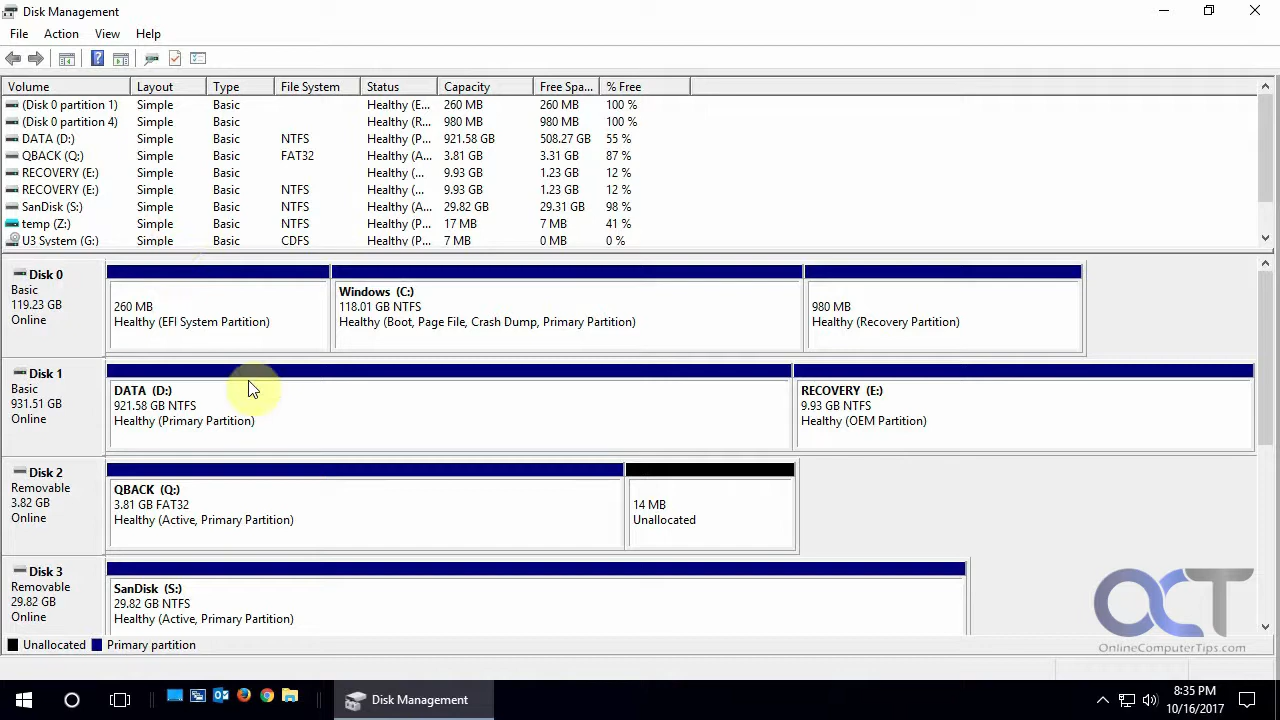 Disk Management
File Action View Help
Volume Layout Type File System Status Capacity Free Spa... % Free
(Disk 0 partition 1) Simple Basic Healthy (E... 260 MB 260 MB 100 %
(Disk 0 partition 4) Simple Basic Healthy (R... 980 MB 980 MB 100 %
DATA (D:) Simple Basic NTFS Healthy (P... 921.58 GB 508.27 GB 55 %
QBACK (Q:) Simple Basic FAT32 Healthy (A... 3.81 GB 3.31 GB 87 %
RECOVERY (E:) Simple Basic Healthy (... 9.93 GB 1.23 GB 12 %
RECOVERY (E:) Simple Basic NTFS Healthy (... 9.93 GB 1.23 GB 12 %
SanDisk (S:) Simple Basic NTFS Healthy (A... 29.82 GB 29.31 GB 98 %
temp (Z:) Simple Basic NTFS Healthy (P... 17 MB 7 MB 41 %
U3 System (G:) Simple Basic CDFS Healthy (P... 7 MB 0 MB 0 %
Disk 0
Basic
119.23 GB
Online
260 MB
Healthy (EFI System Partition)
Windows (C:)
118.01 GB NTFS
Healthy (Boot, Page File, Crash Dump, Primary Partition)
980 MB
Healthy (Recovery Partition)
Disk 1
Basic
931.51 GB
Online
DATA (D:)
921.58 GB NTFS
Healthy (Primary Partition)
RECOVERY (E:)
9.93 GB NTFS
Healthy (OEM Partition)
Disk 2
Removable
3.82 GB
Online
QBACK (Q:)
3.81 GB FAT32
Healthy (Active, Primary Partition)
14 MB
Unallocated
Disk 3
Removable
29.82 GB
Online
SanDisk (S:)
29.82 GB NTFS
Healthy (Active, Primary Partition)
OCT
OnlineComputerTips.com
Unallocated Primary partition
Disk Management
8:35 PM
10/16/2017